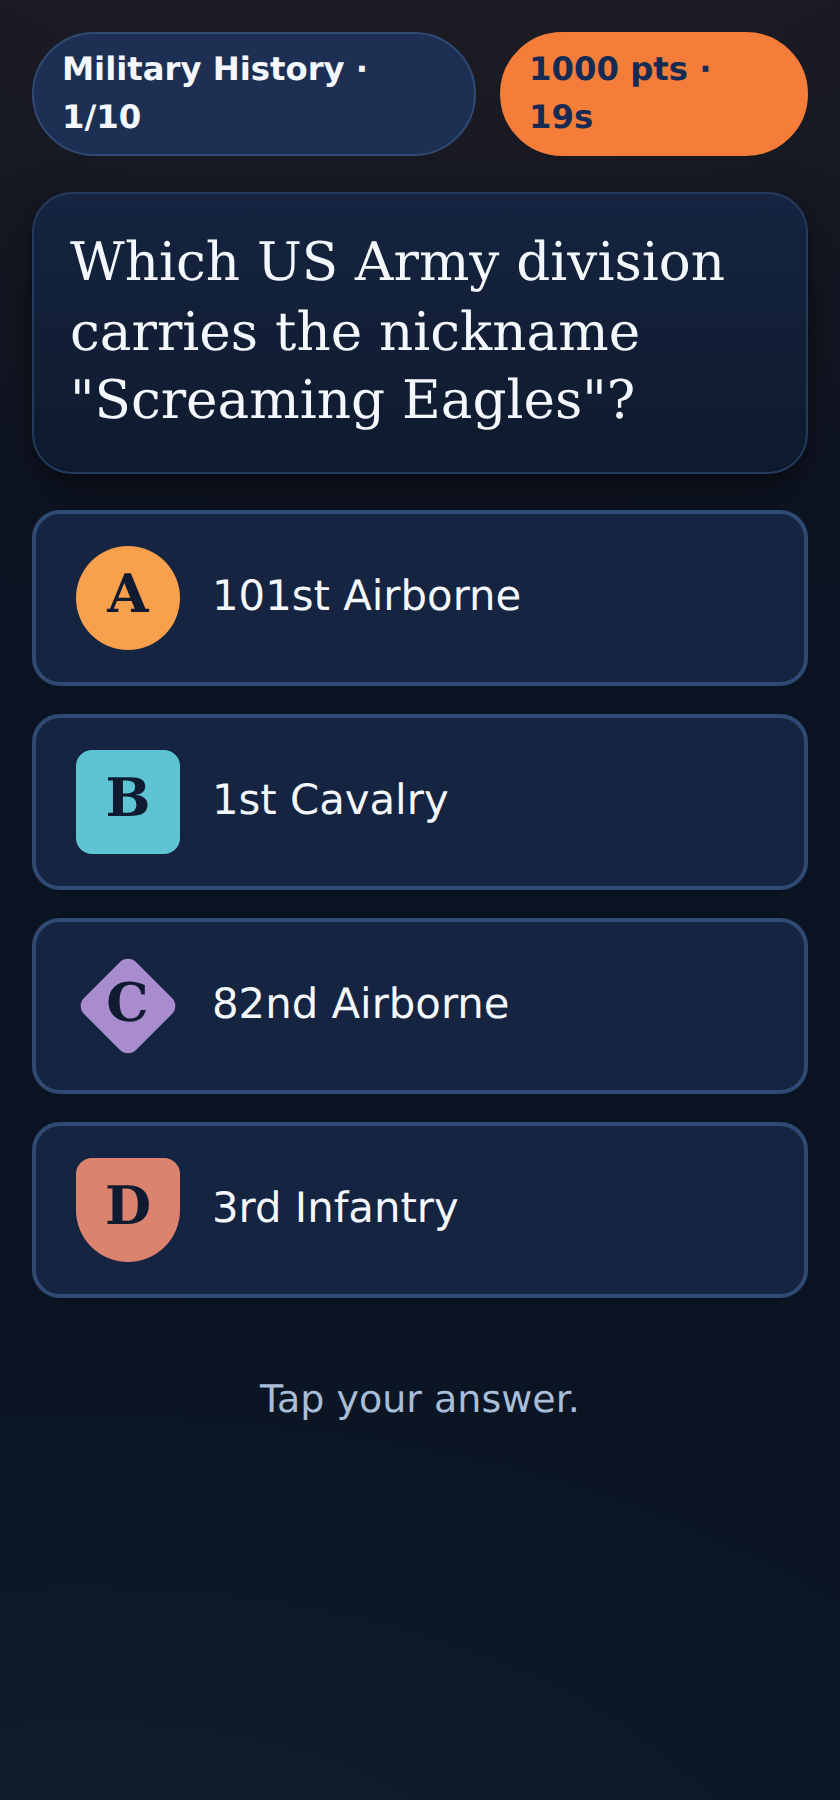 Military History ·
1/10
1000 pts ·
19s
Which US Army division
carries the nickname
"Screaming Eagles"?
A 101st Airborne
B 1st Cavalry
C 82nd Airborne
D 3rd Infantry
Tap your answer.